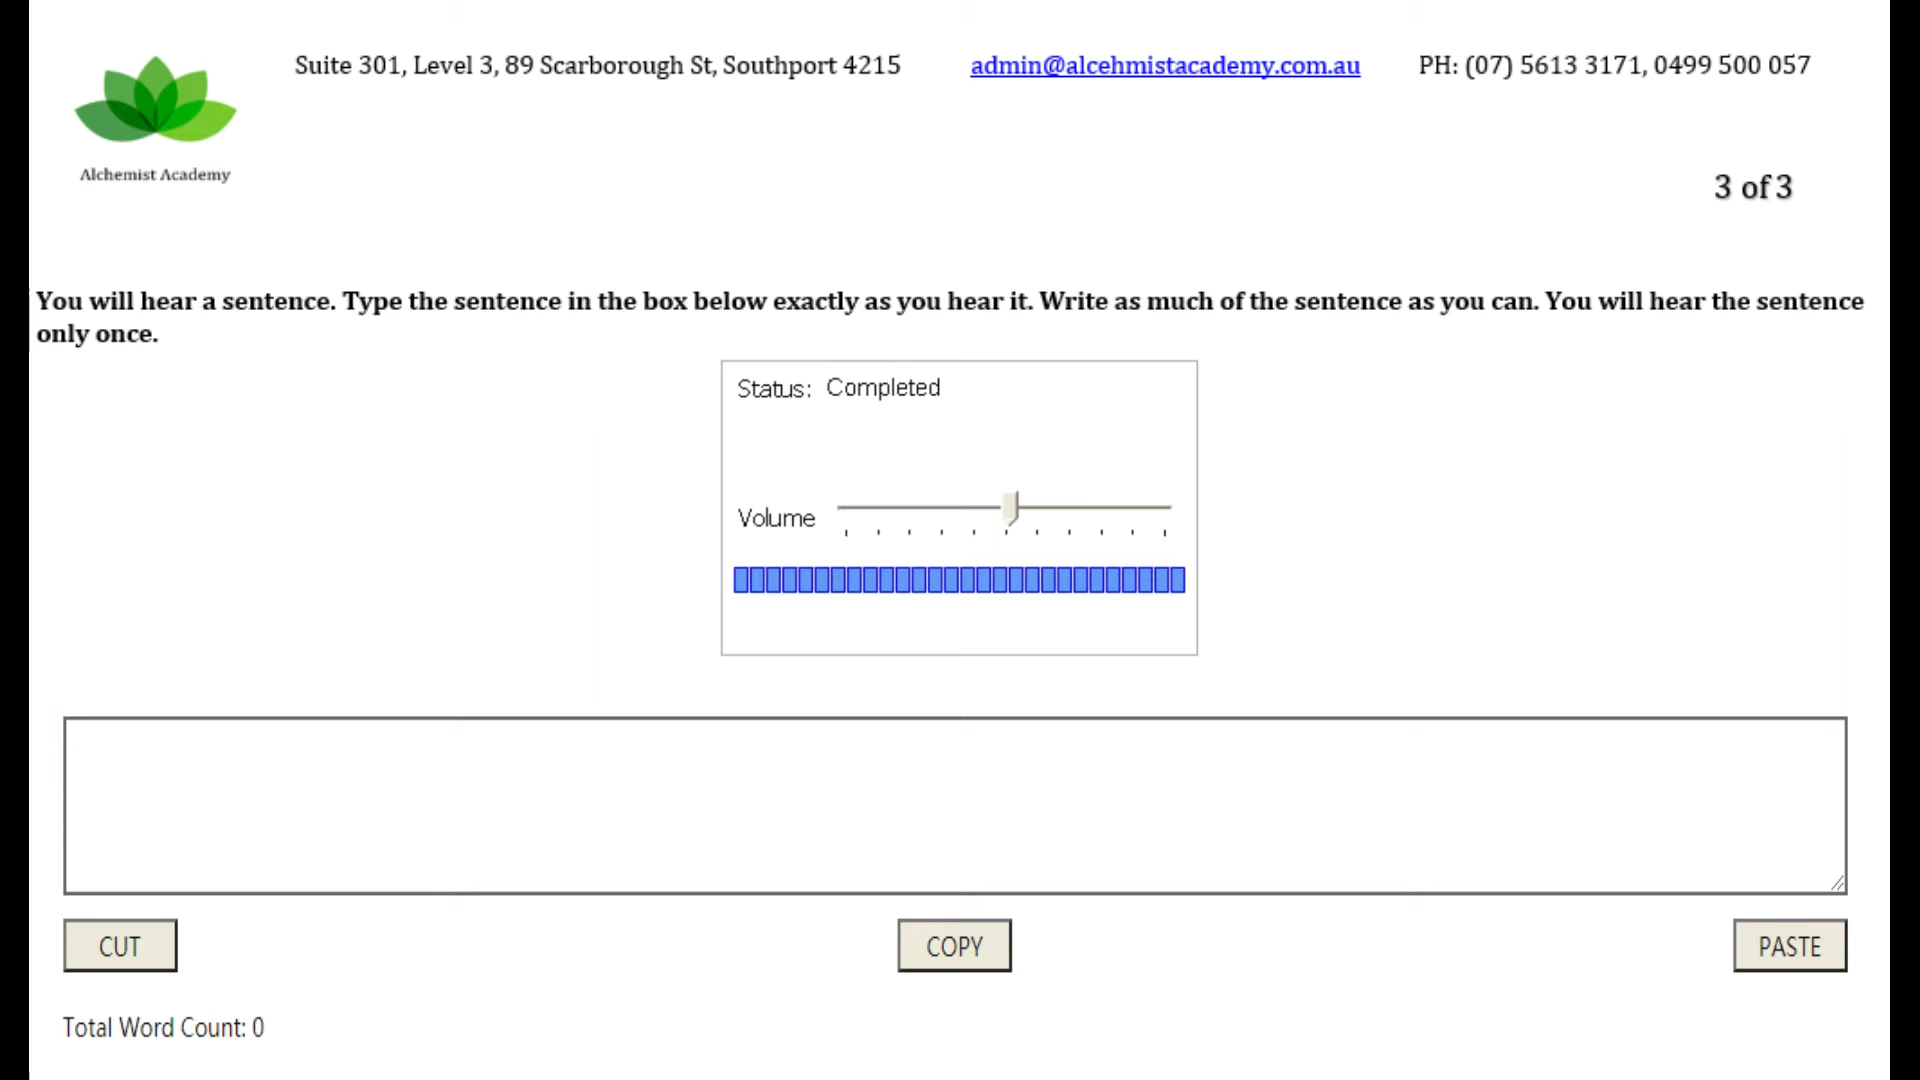 Suite 301, Level 3, 89 Scarborough St, Southport 4215 admin@alcehmistacademy.com.au PH: (07) 5613 3171, 0499 500 057
Alchemist Academy
3 of 3
You will hear a sentence. Type the sentence in the box below exactly as you hear it. Write as much of the sentence as you can. You will hear the sentence
only once.
Status: Completed
Volume
CUT COPY PASTE
Total Word Count: 0